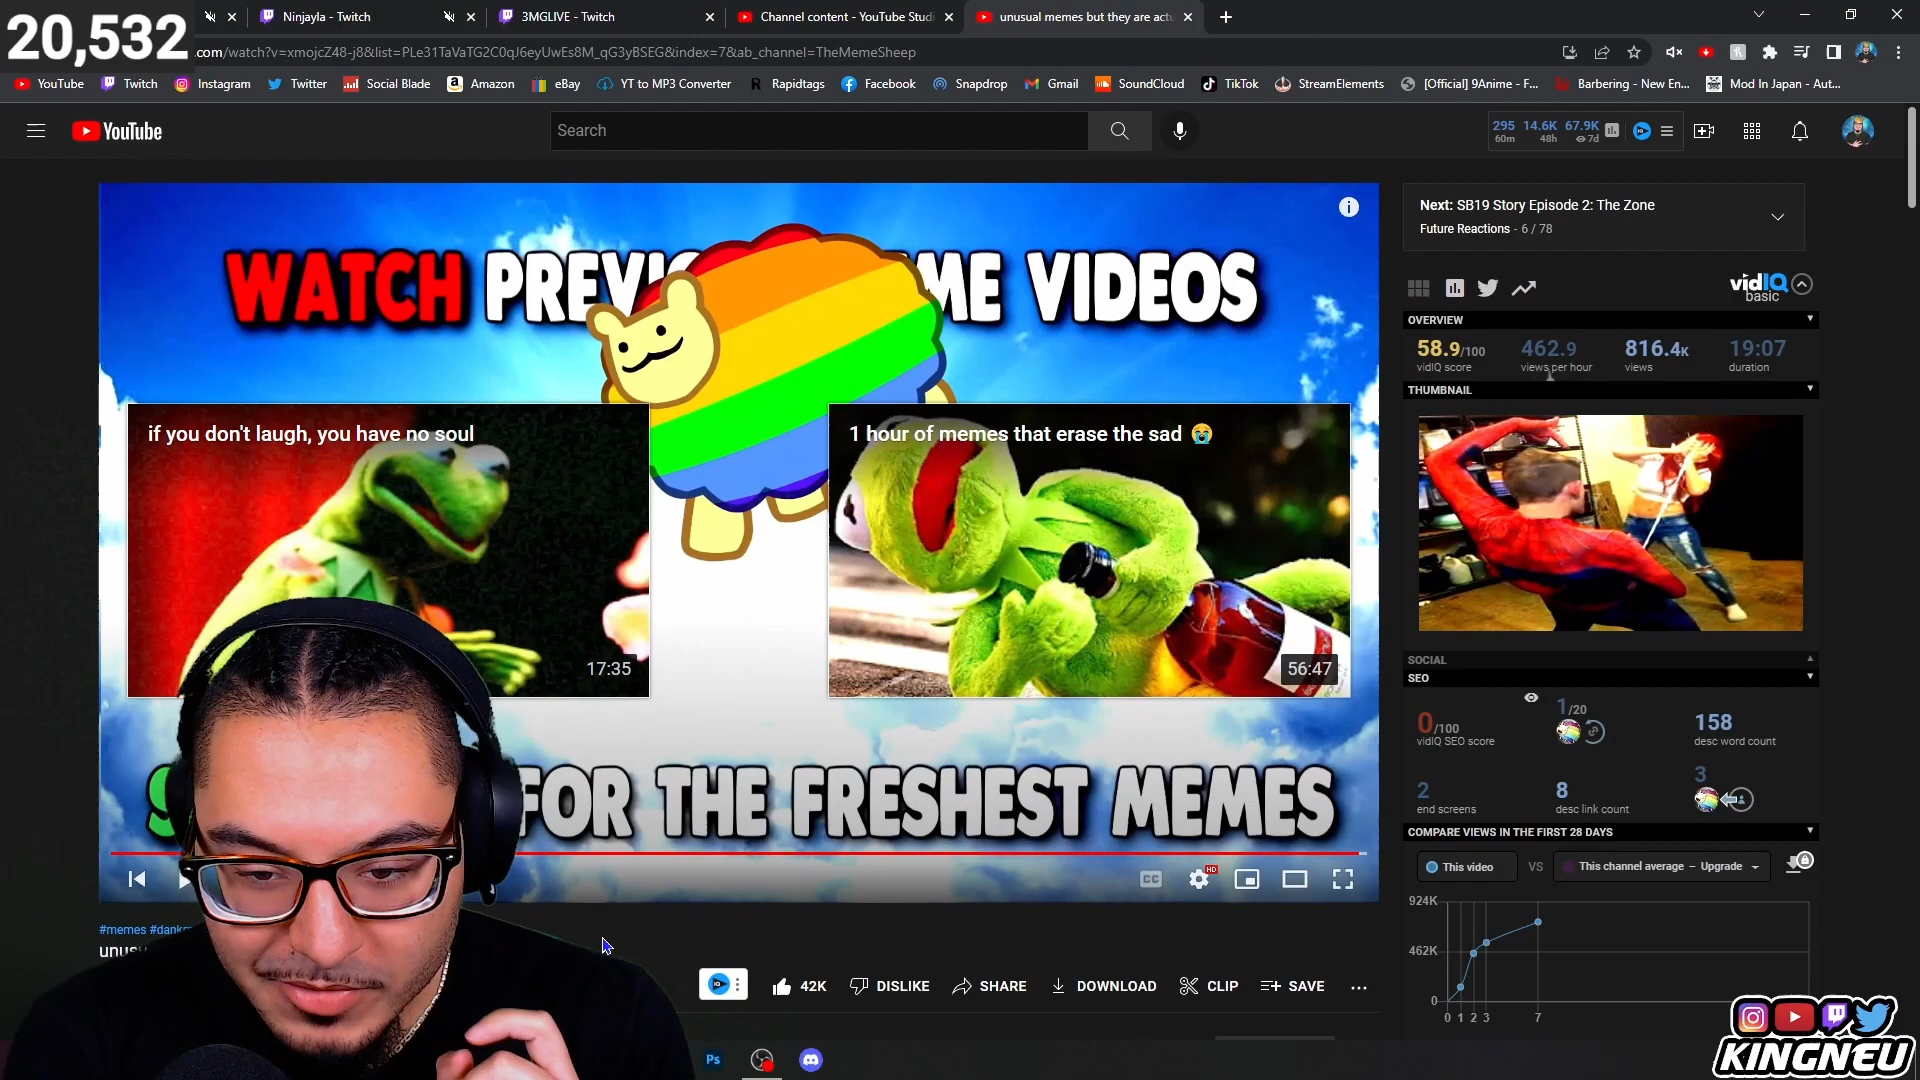 20,532
Ninjayla - Twitch
3MGLIVE - Twitch
Channel content - YouTube Studi
unusual memes but they are actu
.com/watch?v=xmojcZ48-j8&list=PLe31TaVaTG2C0qJ6eyUwEs8M_qG3yBSEG&index=7&ab_channel=TheMemeSheep
YouTube
Twitch
Instagram
Twitter
Social Blade
Amazon
eBay
YT to MP3 Converter
Rapidtags
Facebook
Snapdrop
Gmail
SoundCloud
TikTok
StreamElements
[Official] 9Anime - F...
Barbering - New En...
Mod In Japan - Aut...
YouTube
Search
295 14.6K 67.9K
60m 48h 7d
WATCH PREVI ME VIDEOS
if you don't laugh, you have no soul
17:35
1 hour of memes that erase the sad 😭
56:47
S FOR THE FRESHEST MEMES
CC
HD
#memes #dank
unus
42K
DISLIKE
SHARE
DOWNLOAD
CLIP
SAVE
Next: SB19 Story Episode 2: The Zone
Future Reactions - 6 / 78
vidIQ
basic
OVERVIEW
58.9/100 462.9 816.4K 19:07
vidIQ score views per hour views duration
THUMBNAIL
SOCIAL
SEO
0/100 1/20 158
vidIQ SEO score desc word count
2 8 3
end screens desc link count
COMPARE VIEWS IN THE FIRST 28 DAYS
This video VS This channel average – Upgrade
924K
462K
0
0 1 2 3 7
Ps
KINGNEU